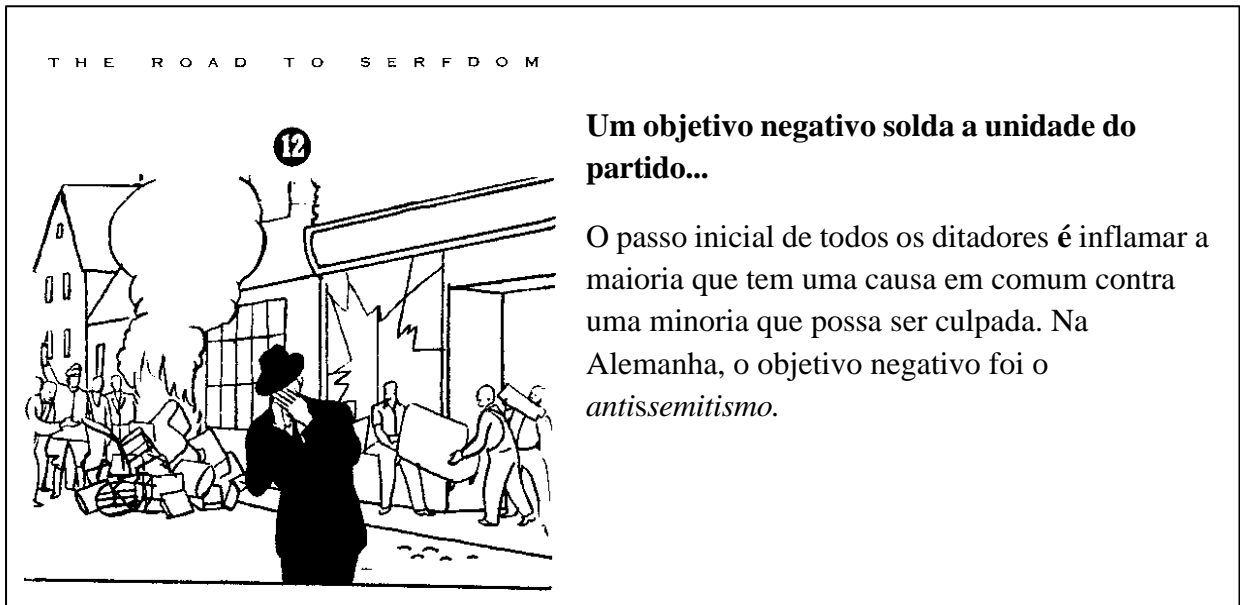 THE ROAD TO SERFDOM
12
Um objetivo negativo solda a unidade do
partido...
O passo inicial de todos os ditadores é inflamar a
maioria que tem uma causa em comum contra
uma minoria que possa ser culpada. Na
Alemanha, o objetivo negativo foi o
antissemitismo.